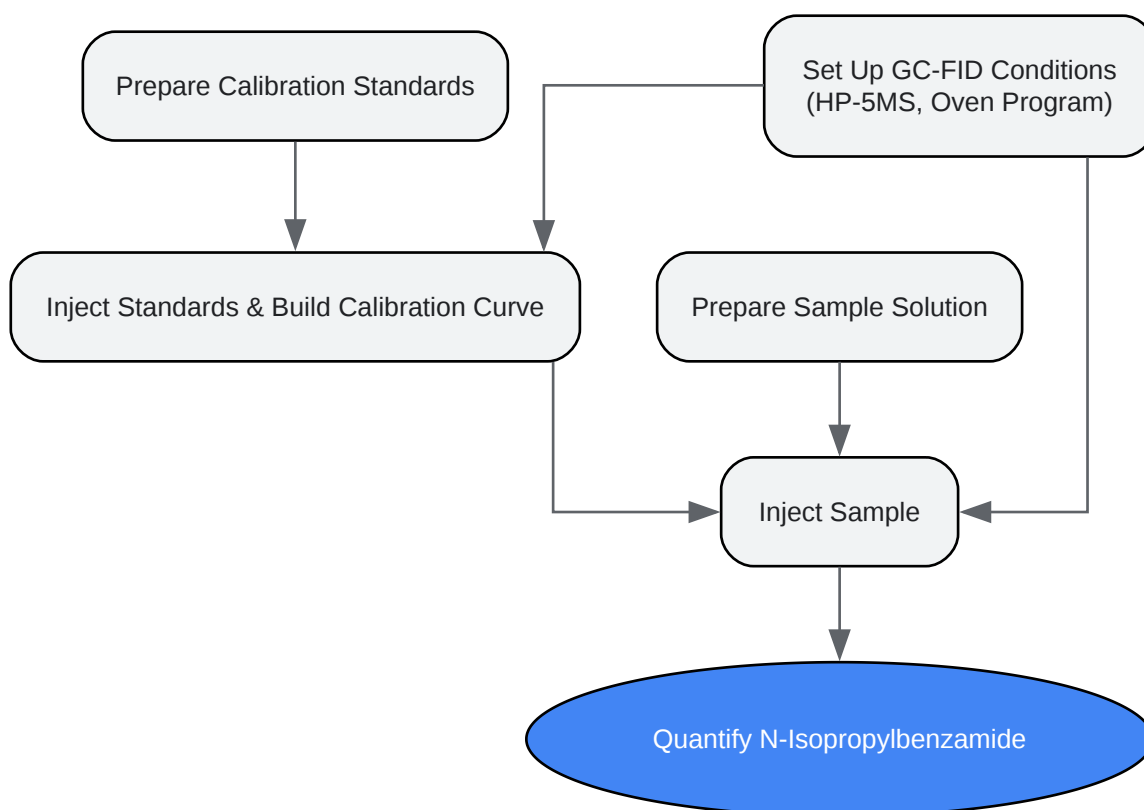 Prepare Calibration Standards
Set Up GC-FID Conditions
(HP-5MS, Oven Program)
Inject Standards & Build Calibration Curve
Prepare Sample Solution
Inject Sample
Quantify N-Isopropylbenzamide